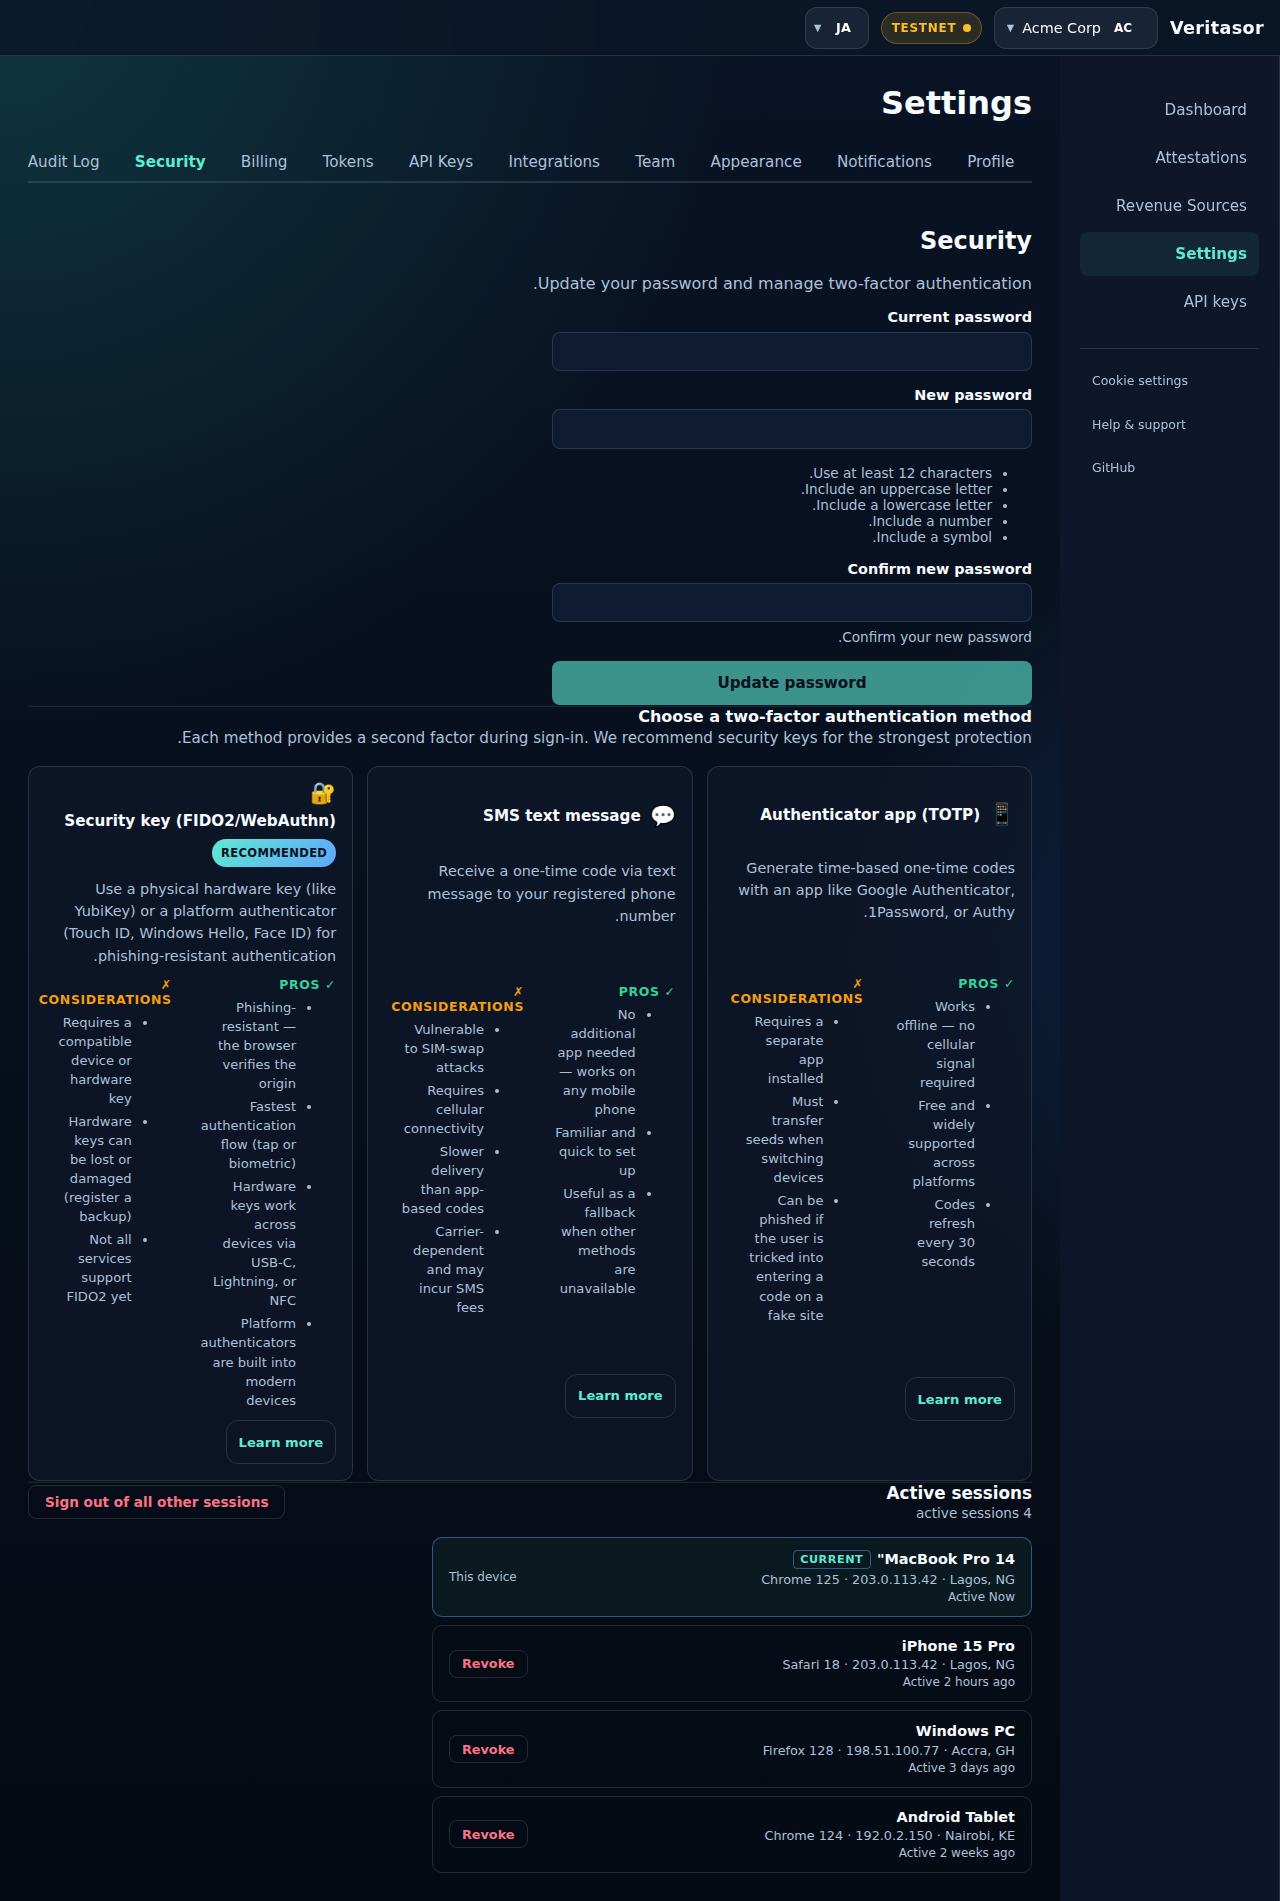 Veritasor
▼ Acme Corp AC
TESTNET
▼ JA
Dashboard
Attestations
Revenue Sources
Settings
API keys
Cookie settings
Help & support
GitHub
Settings
Audit Log Security Billing Tokens API Keys Integrations Team Appearance Notifications Profile
Security
.Update your password and manage two-factor authentication
Current password
New password
• .Use at least 12 characters
• .Include an uppercase letter
• .Include a lowercase letter
• .Include a number
• .Include a symbol
Confirm new password
.Confirm your new password
Update password
Choose a two-factor authentication method
.Each method provides a second factor during sign-in. We recommend security keys for the strongest protection
📱 Authenticator app (TOTP)
Generate time-based one-time codes
with an app like Google Authenticator,
.1Password, or Authy
PROS ✓
• Works
offline — no
cellular
signal
required
• Free and
widely
supported
across
platforms
• Codes
refresh
every 30
seconds
✗
CONSIDERATIONS
• Requires a
separate
app
installed
• Must
transfer
seeds when
switching
devices
• Can be
phished if
the user is
tricked into
entering a
code on a
fake site
Learn more
💬 SMS text message
Receive a one-time code via text
message to your registered phone
.number
PROS ✓
• No
additional
app needed
— works on
any mobile
phone
• Familiar and
quick to set
up
• Useful as a
fallback
when other
methods
are
unavailable
✗
CONSIDERATIONS
• Vulnerable
to SIM-swap
attacks
• Requires
cellular
connectivity
• Slower
delivery
than app-
based codes
• Carrier-
dependent
and may
incur SMS
fees
Learn more
🔐
Security key (FIDO2/WebAuthn)
RECOMMENDED
Use a physical hardware key (like
YubiKey) or a platform authenticator
(Touch ID, Windows Hello, Face ID) for
.phishing-resistant authentication
PROS ✓
• Phishing-
resistant —
the browser
verifies the
origin
• Fastest
authentication
flow (tap or
biometric)
• Hardware
keys work
across
devices via
USB-C,
Lightning, or
NFC
• Platform
authenticators
are built into
modern
devices
✗
CONSIDERATIONS
• Requires a
compatible
device or
hardware
key
• Hardware
keys can
be lost or
damaged
(register a
backup)
• Not all
services
support
FIDO2 yet
Learn more
Active sessions
active sessions 4
Sign out of all other sessions
CURRENT "MacBook Pro 14
Chrome 125 · 203.0.113.42 · Lagos, NG
Active Now
This device
iPhone 15 Pro
Safari 18 · 203.0.113.42 · Lagos, NG
Active 2 hours ago
Revoke
Windows PC
Firefox 128 · 198.51.100.77 · Accra, GH
Active 3 days ago
Revoke
Android Tablet
Chrome 124 · 192.0.2.150 · Nairobi, KE
Active 2 weeks ago
Revoke